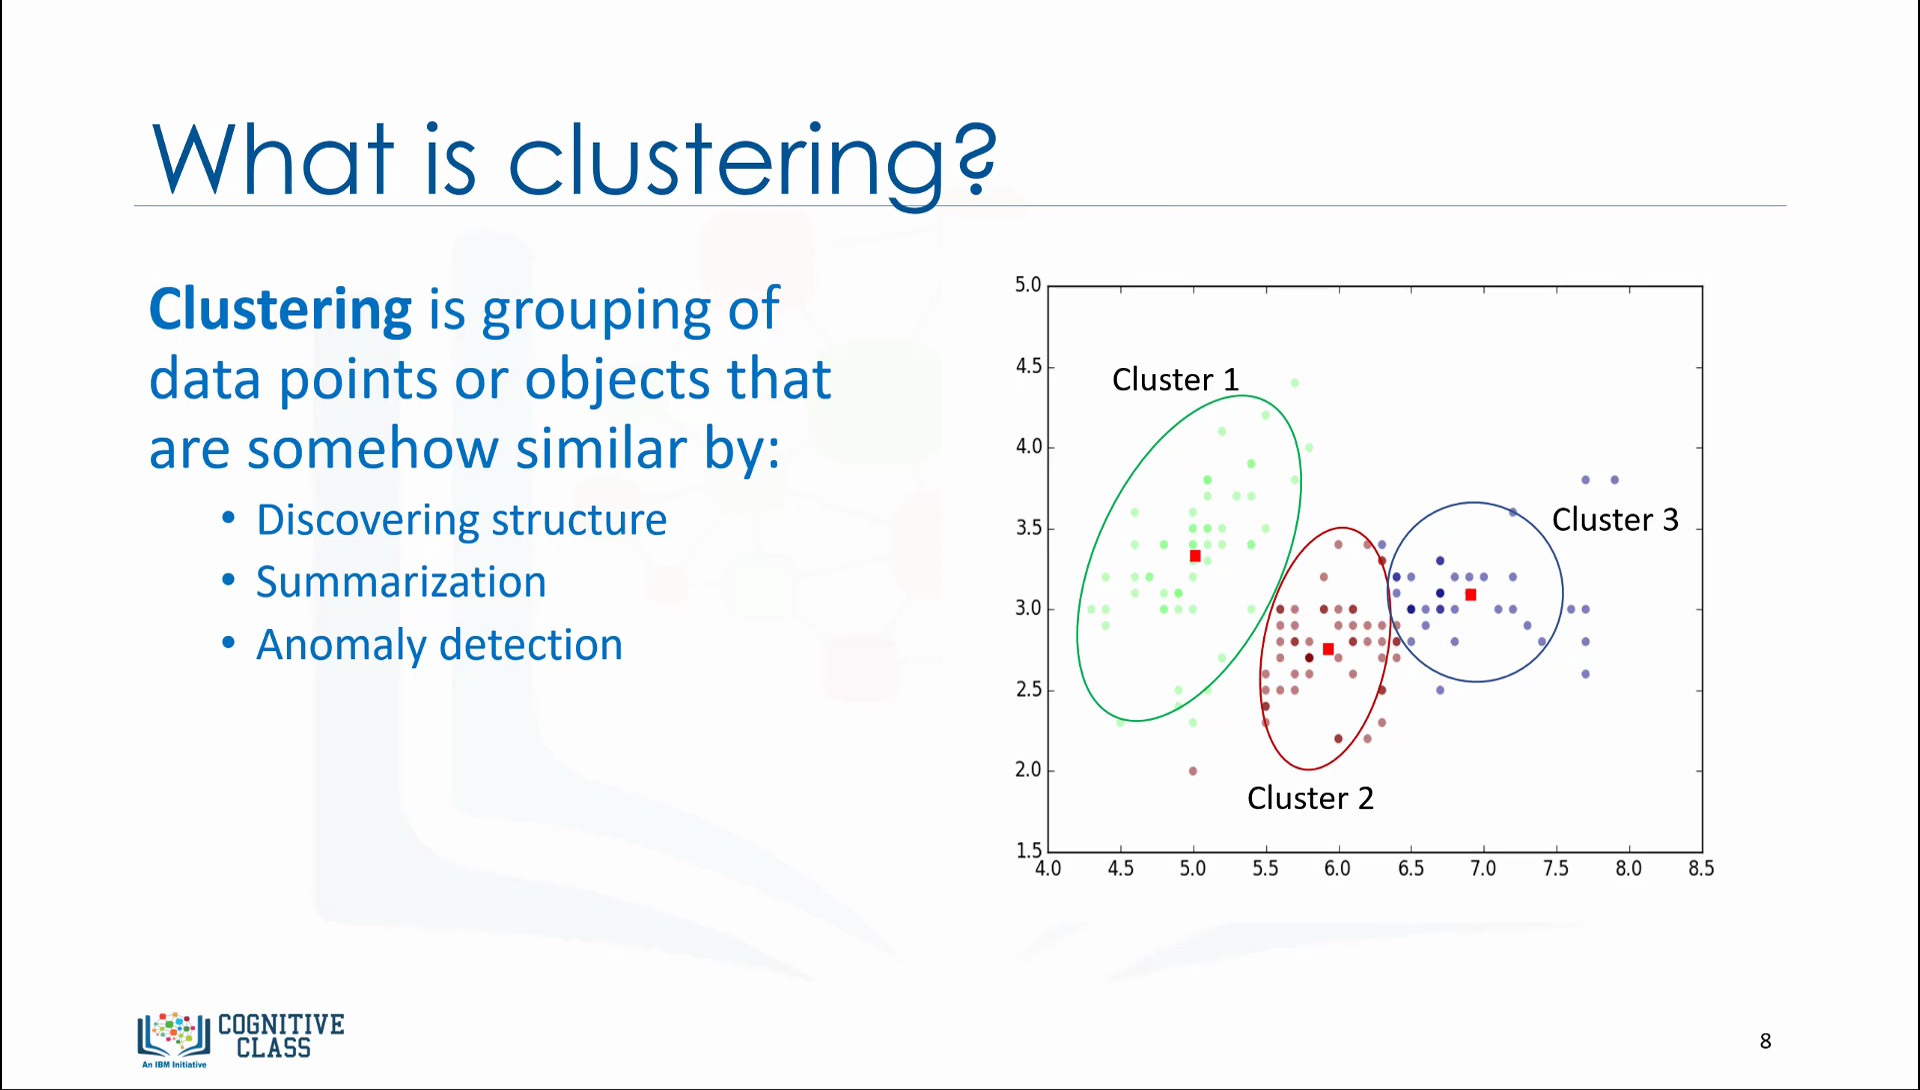 What is clustering?
Clustering is grouping of
data points or objects that
are somehow similar by:
• Discovering structure
• Summarization
• Anomaly detection
5.0
4.5
4.0
3.5
3.0
2.5
2.0
1.5
Cluster 1
Cluster 3
Cluster 2
4.0 4.5 5.0 5.5 6.0 6.5 7.0 7.5 8.0 8.5
COGNITIVE
CLASS
An IBM Initiative
8